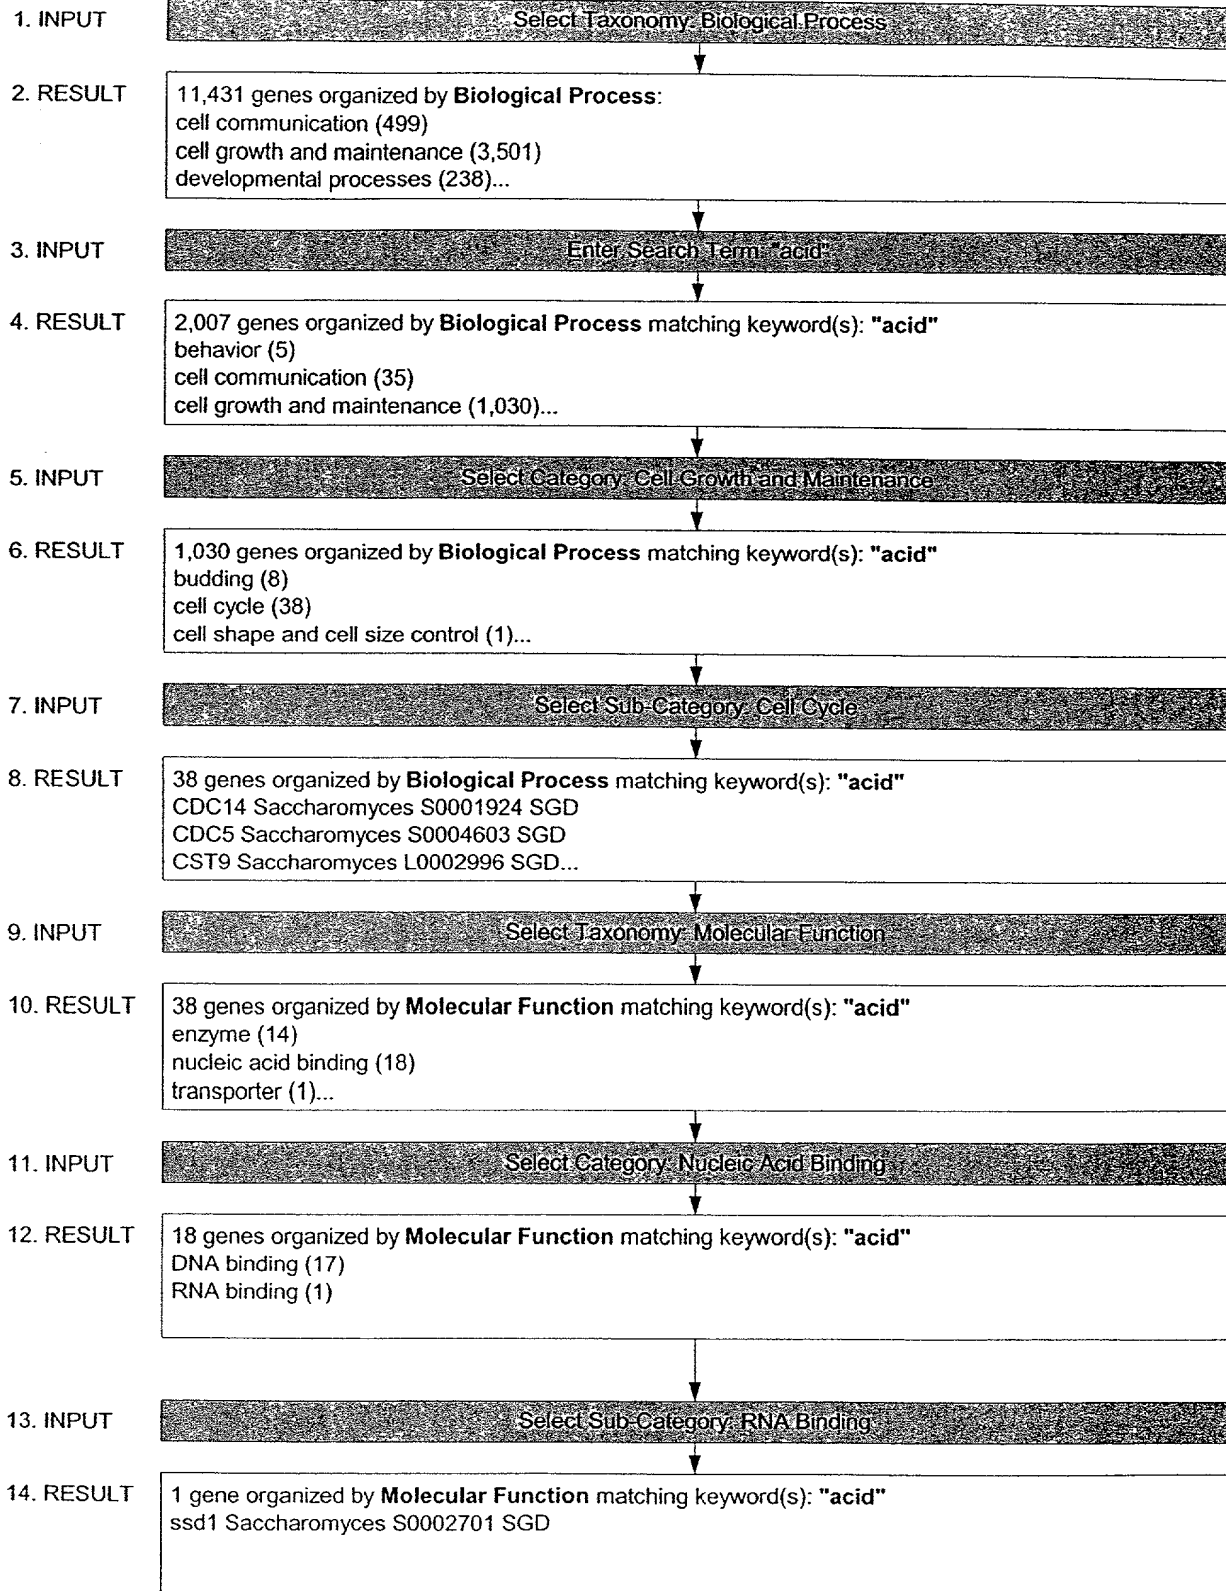 1. INPUT Select Taxonomy: Biological Process
2. RESULT 11,431 genes organized by Biological Process:
cell communication (499)
cell growth and maintenance (3,501)
developmental processes (238)...
3. INPUT Enter Search Term: "acid"
4. RESULT 2,007 genes organized by Biological Process matching keyword(s): "acid"
behavior (5)
cell communication (35)
cell growth and maintenance (1,030)...
5. INPUT Select Category: Cell Growth and Maintenance
6. RESULT 1,030 genes organized by Biological Process matching keyword(s): "acid"
budding (8)
cell cycle (38)
cell shape and cell size control (1)...
7. INPUT Select Sub-Category: Cell Cycle
8. RESULT 38 genes organized by Biological Process matching keyword(s): "acid"
CDC14 Saccharomyces S0001924 SGD
CDC5 Saccharomyces S0004603 SGD
CST9 Saccharomyces L0002996 SGD...
9. INPUT Select Taxonomy: Molecular Function
10. RESULT 38 genes organized by Molecular Function matching keyword(s): "acid"
enzyme (14)
nucleic acid binding (18)
transporter (1)...
11. INPUT Select Category: Nucleic Acid Binding
12. RESULT 18 genes organized by Molecular Function matching keyword(s): "acid"
DNA binding (17)
RNA binding (1)
13. INPUT Select Sub-Category: RNA Binding
14. RESULT 1 gene organized by Molecular Function matching keyword(s): "acid"
ssd1 Saccharomyces S0002701 SGD